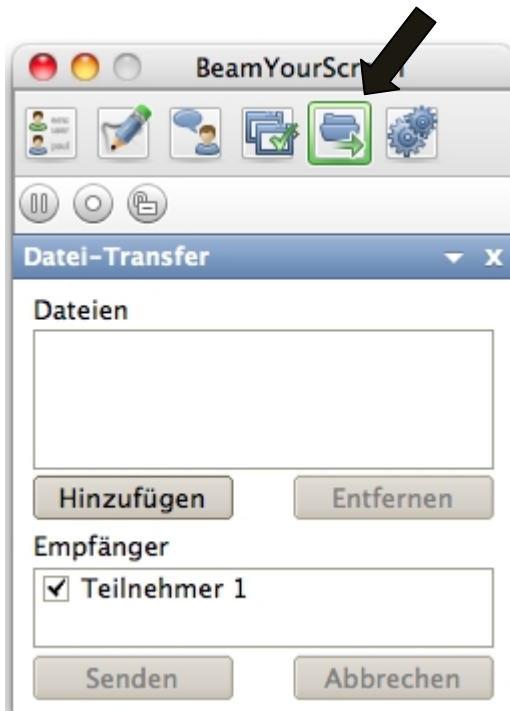 BeamYourScr
Datei-Transfer
x
Dateien
Hinzufügen Entfernen
Empfänger
Teilnehmer 1
Senden Abbrechen